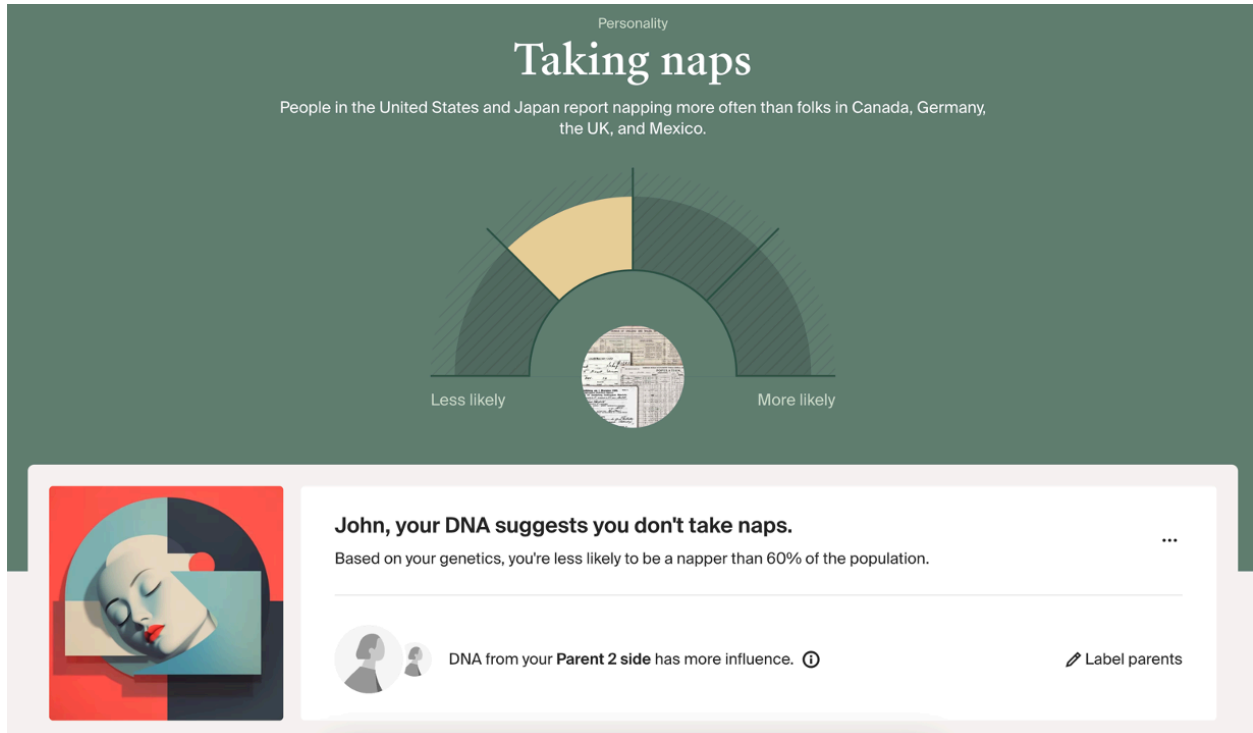 Personality
Taking naps
People in the United States and Japan report napping more often than folks in Canada, Germany,
the UK, and Mexico.
Less likely
More likely
John, your DNA suggests you don't take naps.
Based on your genetics, you're less likely to be a napper than 60% of the population.
DNA from your Parent 2 side has more influence.
Label parents